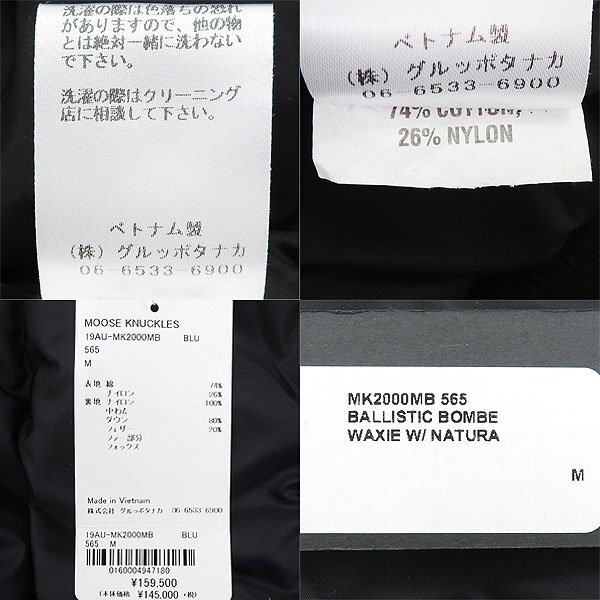 洗濯の際は色落ちの恐れ
がありますので、他の物
とは絶対一緒に洗わない
で下さい。
洗濯の際はクリーニング
店に相談して下さい。
ベトナム製
（株）グルッポタナカ
06-6533-6900
ベトナム製
（株）グルッポタナカ
06-6533-6900
74% COTTON,
26% NYLON
MOOSE KNUCKLES
19AU-MK2000MB BLU
565
M
表地 綿 74%
ナイロン 26%
裏地 ナイロン 100%
中わた
ダウン 80%
フェザー 20%
ファー部分
フォックス
Made in Vietnam
株式会社 グルッポタナカ 06-6533-6900
19AU-MK2000MB BLU
565 M
0160004947180
¥159,500
(本体価格 ¥145,000 +税)
MK2000MB 565
BALLISTIC BOMBE
WAXIE W/ NATURA
M